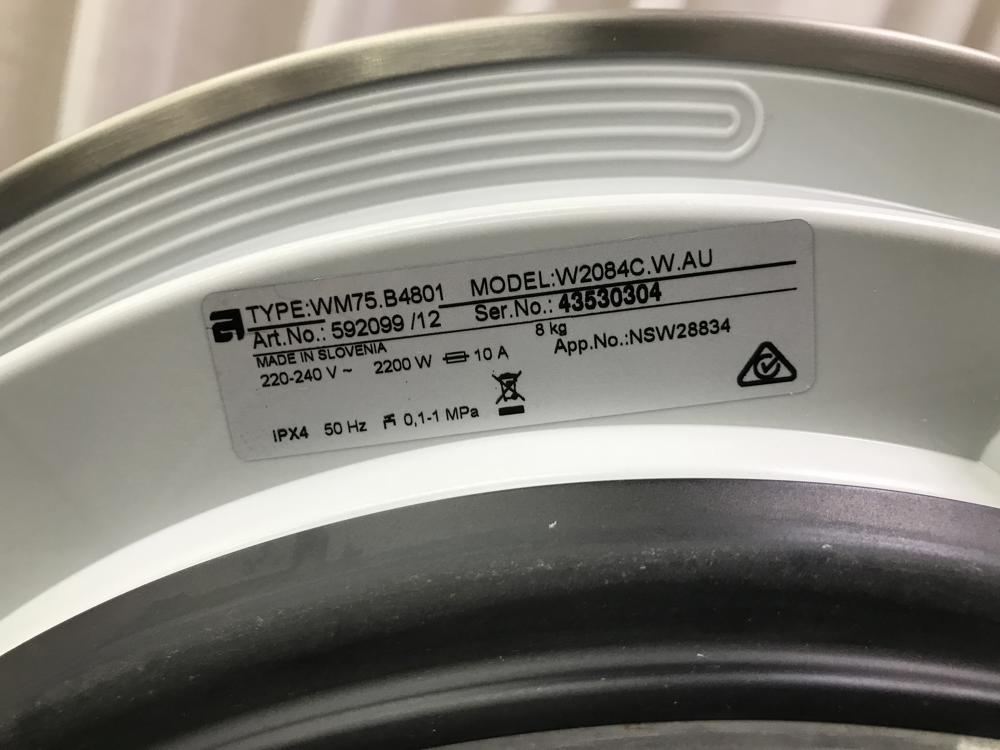 TYPE:WM75.B4801 MODEL:W2084C.W.AU
Art.No.: 592099 /12 Ser.No.: 43530304
MADE IN SLOVENIA 8 kg
220-240 V ~ 2200 W 10 A App.No.:NSW28834
IPX4 50 Hz 0,1-1 MPa